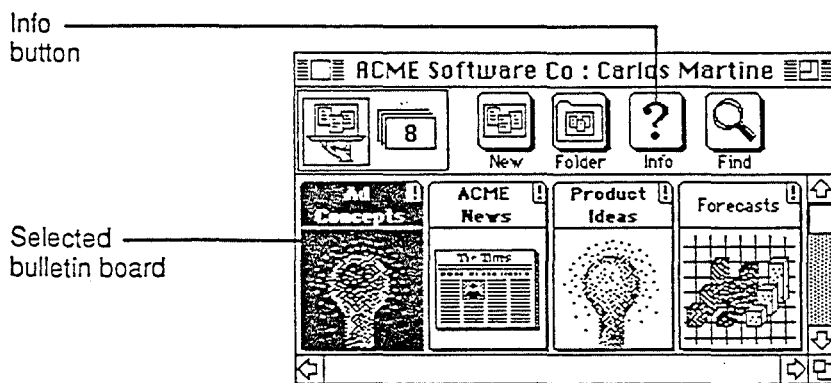 Info
button
ACME Software Co : Carlos Martine
8
New Folder Info Find
Ad
Concepts
ACME
News
Product
Ideas
Forecasts
The Times
Selected
bulletin board